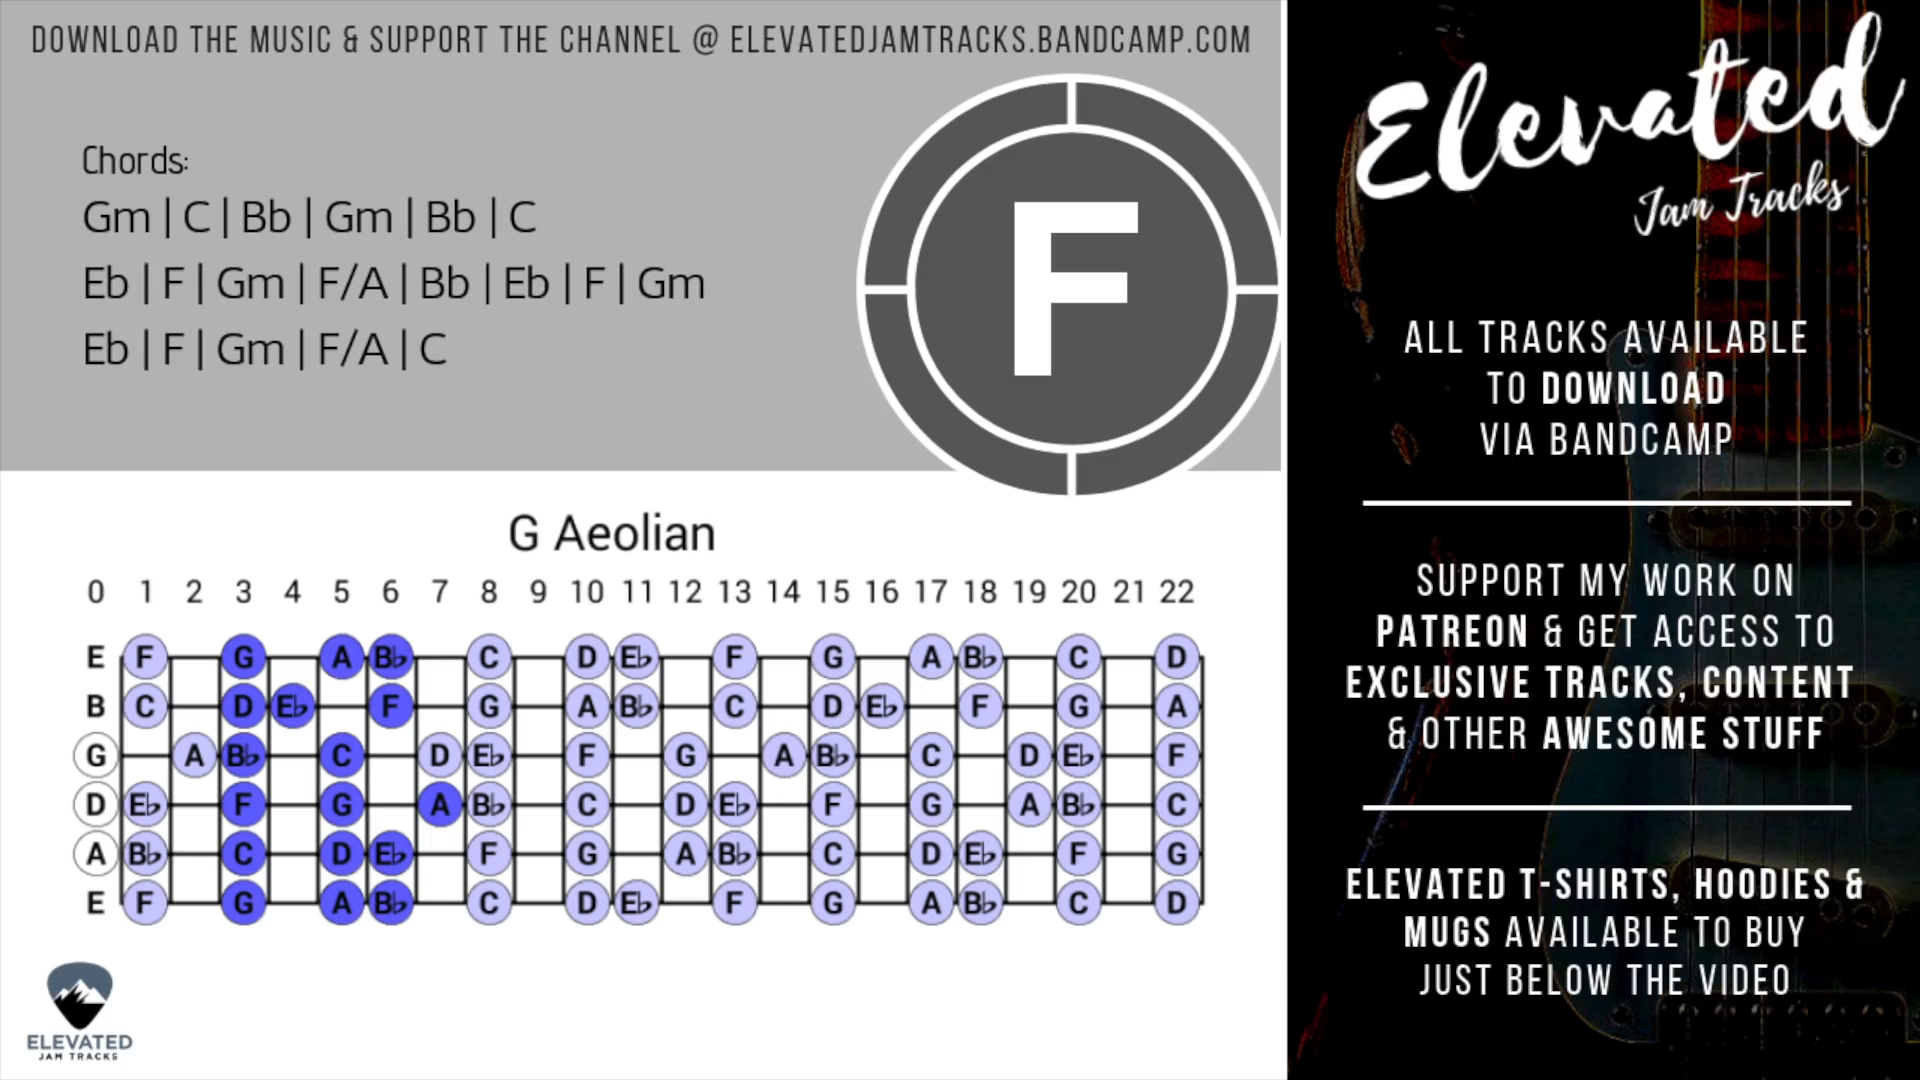 DOWNLOAD THE MUSIC & SUPPORT THE CHANNEL @ ELEVATEDJAMTRACKS.BANDCAMP.COM
Chords:
Gm | C | Bb | Gm | Bb | C
Eb | F | Gm | F/A | Bb | Eb | F | Gm
Eb | F | Gm | F/A | C
F
G Aeolian
0 1 2 3 4 5 6 7 8 9 10 11 12 13 14 15 16 17 18 19 20 21 22
E F G A B♭ C D E♭ F G A B♭ C D
B C D E♭ F G A B♭ C D E♭ F G A
G A B♭ C D E♭ F G A B♭ C D E♭ F
D E♭ F G A B♭ C D E♭ F G A B♭ C
A B♭ C D E♭ F G A B♭ C D E♭ F G
E F G A B♭ C D E♭ F G A B♭ C D
ELEVATED
JAM TRACKS
Elevated
Jam Tracks
ALL TRACKS AVAILABLE
TO DOWNLOAD
VIA BANDCAMP
SUPPORT MY WORK ON
PATREON & GET ACCESS TO
EXCLUSIVE TRACKS, CONTENT
& OTHER AWESOME STUFF
ELEVATED T-SHIRTS, HOODIES &
MUGS AVAILABLE TO BUY
JUST BELOW THE VIDEO